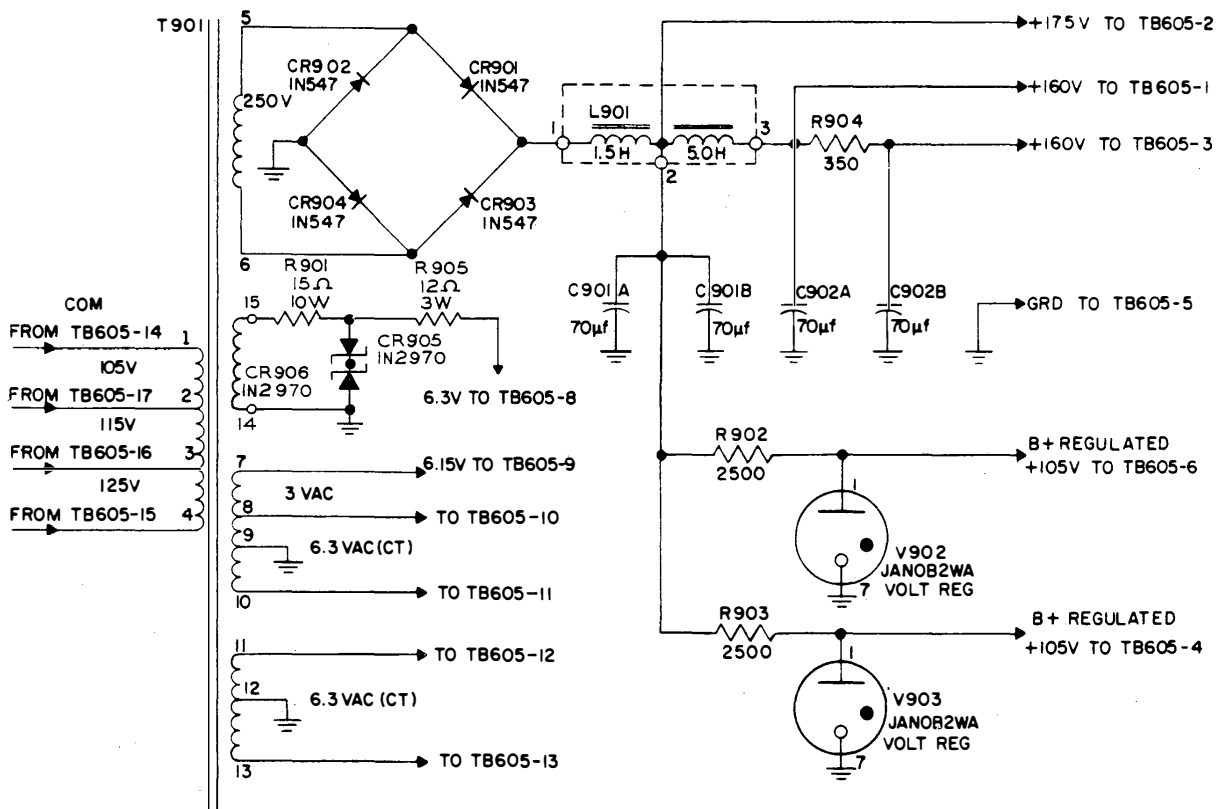 T901
5
CR902
IN547
CR901
IN547
250V
CR904
IN547
CR903
IN547
6
1
L901
1.5H
5.0H
2
3
R904
350
+175V TO TB605-2
+160V TO TB605-1
+160V TO TB605-3
C901A
70µf
C901B
70µf
C902A
70µf
C902B
70µf
GRD TO TB605-5
COM
FROM TB605-14
1
105V
FROM TB605-17
2
115V
FROM TB605-16
3
125V
FROM TB605-15
4
15
R901
15Ω
10W
R905
12Ω
3W
CR905
IN2970
CR906
IN2970
14
6.3V TO TB605-8
7
6.15V TO TB605-9
3 VAC
8
TO TB605-10
9
6.3 VAC(CT)
10
TO TB605-11
11
TO TB605-12
12
6.3 VAC (CT)
13
TO TB605-13
R902
2500
B+ REGULATED
+105V TO TB605-6
1
V902
JANOB2WA
VOLT REG
7
R903
2500
B+ REGULATED
+105V TO TB605-4
1
V903
JANOB2WA
VOLT REG
7